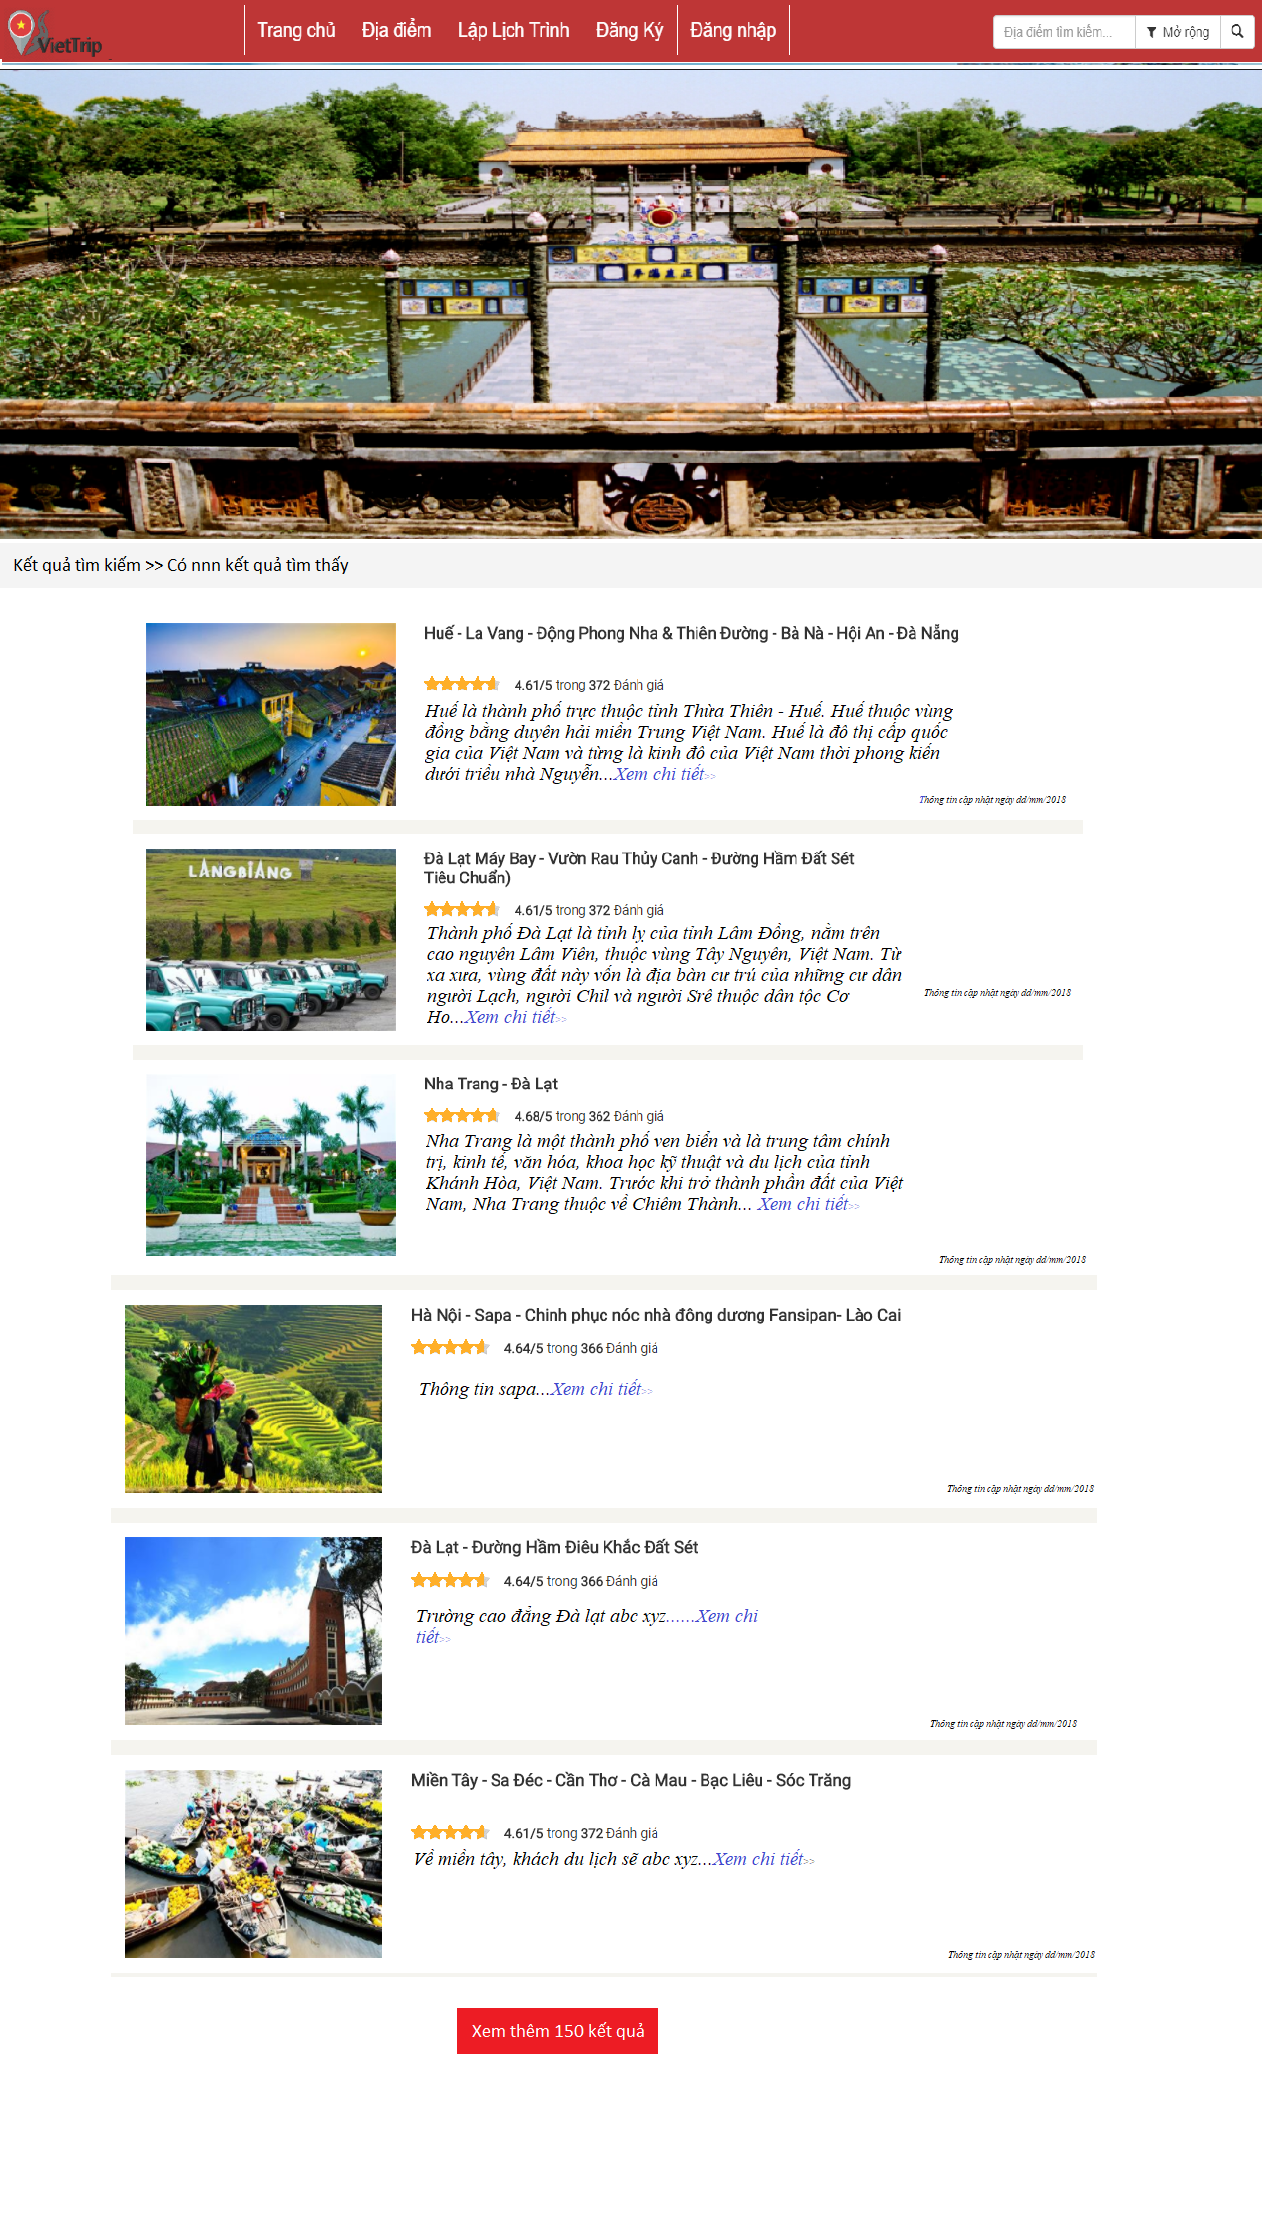 VietTrip
Trang chủ Địa điểm Lập Lịch Trình Đăng Ký Đăng nhập
Địa điểm tìm kiếm... Mở rộng
Kết quả tìm kiếm >> Có nnn kết quả tìm thấy
Huế - La Vang - Động Phong Nha & Thiên Đường - Bà Nà - Hội An - Đà Nẵng
4.61/5 trong 372 Đánh giá
Huế là thành phố trực thuộc tỉnh Thừa Thiên - Huế. Huế thuộc vùng
đồng bằng duyên hải miền Trung Việt Nam. Huế là đô thị cấp quốc
gia của Việt Nam và từng là kinh đô của Việt Nam thời phong kiến
dưới triều nhà Nguyễn...Xem chi tiết>>
Thông tin cập nhật ngày dd/mm/2018
LANGBIANG
Đà Lạt Máy Bay - Vườn Rau Thủy Canh - Đường Hầm Đất Sét
Tiêu Chuẩn)
4.61/5 trong 372 Đánh giá
Thành phố Đà Lạt là tỉnh lỵ của tỉnh Lâm Đồng, nằm trên
cao nguyên Lâm Viên, thuộc vùng Tây Nguyên, Việt Nam. Từ
xa xưa, vùng đất này vốn là địa bàn cư trú của những cư dân
người Lạch, người Chil và người Srê thuộc dân tộc Cơ
Ho...Xem chi tiết>>
Thông tin cập nhật ngày dd/mm/2018
Nha Trang - Đà Lạt
4.68/5 trong 362 Đánh giá
Nha Trang là một thành phố ven biển và là trung tâm chính
trị, kinh tế, văn hóa, khoa học kỹ thuật và du lịch của tỉnh
Khánh Hòa, Việt Nam. Trước khi trở thành phần đất của Việt
Nam, Nha Trang thuộc về Chiêm Thành... Xem chi tiết>>
Thông tin cập nhật ngày dd/mm/2018
Hà Nội - Sapa - Chinh phục nóc nhà đông dương Fansipan- Lào Cai
4.64/5 trong 366 Đánh giá
Thông tin sapa...Xem chi tiết>>
Thông tin cập nhật ngày dd/mm/2018
Đà Lạt - Đường Hầm Điêu Khắc Đất Sét
4.64/5 trong 366 Đánh giá
Trường cao đẳng Đà lạt abc xyz......Xem chi
tiết>>
Thông tin cập nhật ngày dd/mm/2018
Miền Tây - Sa Đéc - Cần Thơ - Cà Mau - Bạc Liêu - Sóc Trăng
4.61/5 trong 372 Đánh giá
Về miền tây, khách du lịch sẽ abc xyz...Xem chi tiết>>
Thông tin cập nhật ngày dd/mm/2018
Xem thêm 150 kết quả